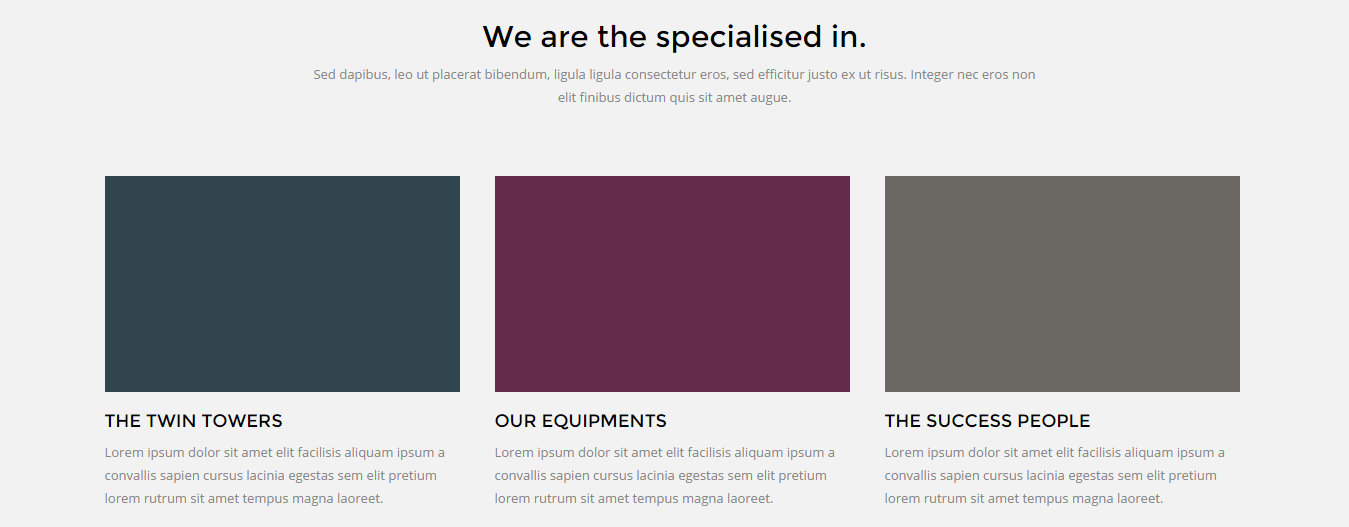 We are the specialised in.
Sed dapibus, leo ut placerat bibendum, ligula ligula consectetur eros, sed efficitur justo ex ut risus. Integer nec eros non
elit finibus dictum quis sit amet augue.
THE TWIN TOWERS
Lorem ipsum dolor sit amet elit facilisis aliquam ipsum a
convallis sapien cursus lacinia egestas sem elit pretium
lorem rutrum sit amet tempus magna laoreet.
OUR EQUIPMENTS
Lorem ipsum dolor sit amet elit facilisis aliquam ipsum a
convallis sapien cursus lacinia egestas sem elit pretium
lorem rutrum sit amet tempus magna laoreet.
THE SUCCESS PEOPLE
Lorem ipsum dolor sit amet elit facilisis aliquam ipsum a
convallis sapien cursus lacinia egestas sem elit pretium
lorem rutrum sit amet tempus magna laoreet.